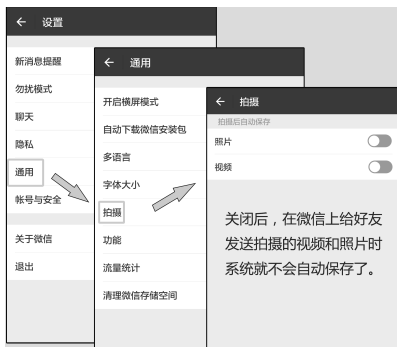 ← 设置
新消息提醒
勿扰模式
聊天
隐私
通用
帐号与安全
关于微信
退出
← 通用
开启横屏模式
自动下载微信安装包
多语言
字体大小
拍摄
功能
流量统计
清理微信存储空间
← 拍摄
拍摄后自动保存
照片
视频
关闭后，在微信上给好友
发送拍摄的视频和照片时
系统就不会自动保存了。